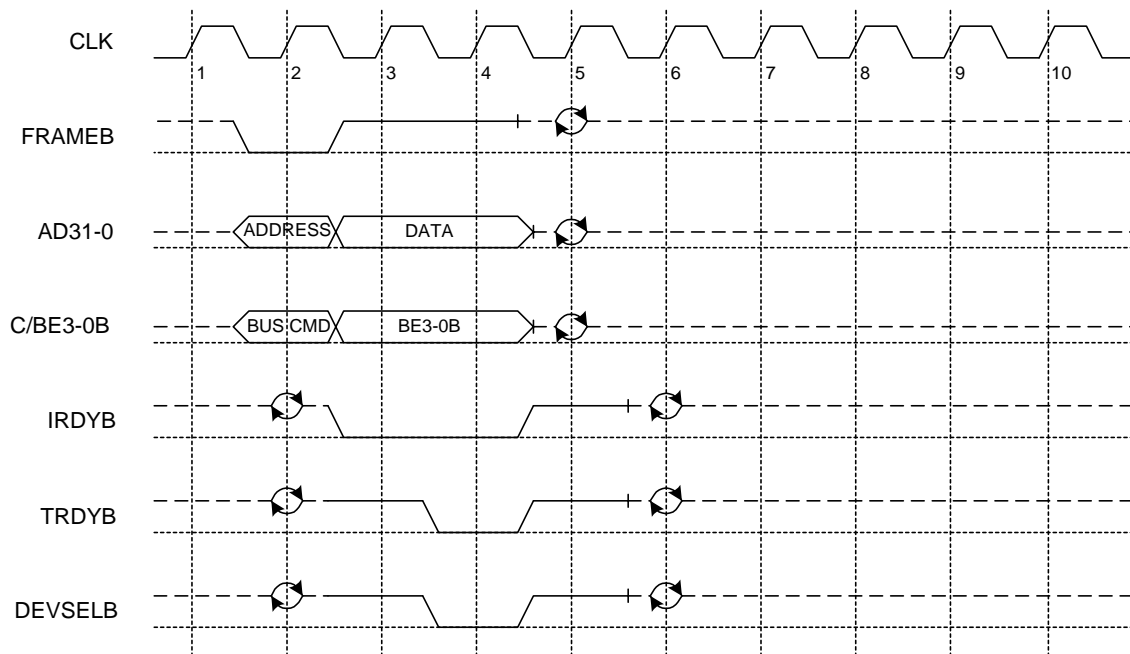 CLK
1 2 3 4 5 6 7 8 9 10
FRAMEB
AD31-0 ADDRESS DATA
C/BE3-0B BUS CMD BE3-0B
IRDYB
TRDYB
DEVSELB